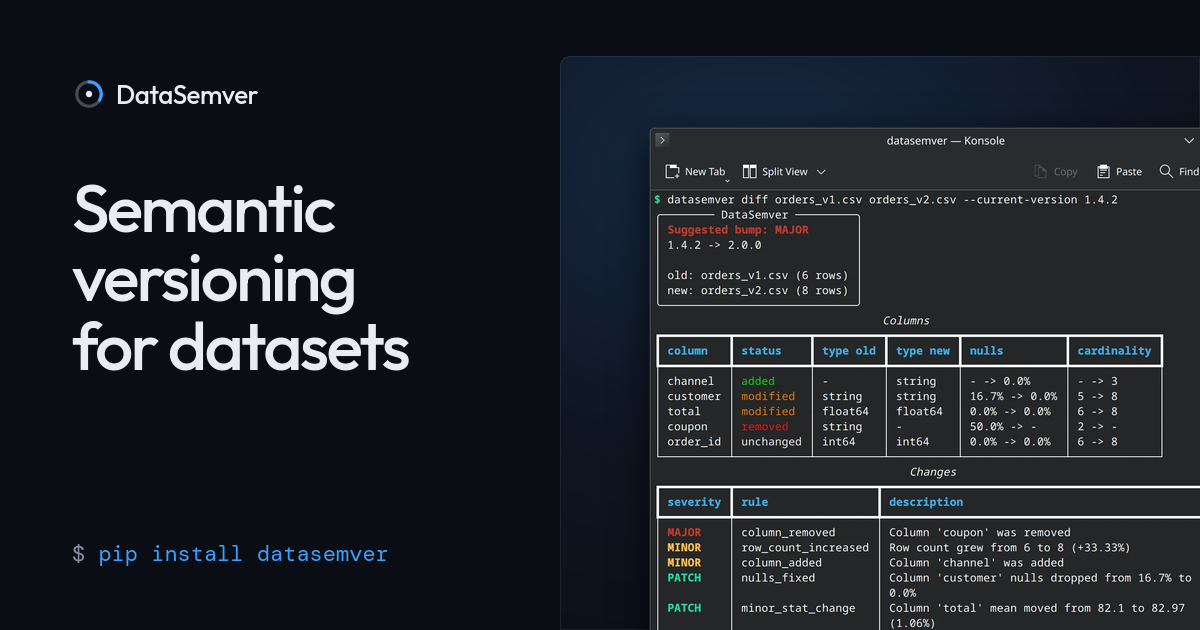 DataSemver
Semantic
versioning
for datasets
$ pip install datasemver
datasemver — Konsole
New Tab
Split View
Copy
Paste
Find
$ datasemver diff orders_v1.csv orders_v2.csv --current-version 1.4.2
DataSemver
Suggested bump: MAJOR
1.4.2 -> 2.0.0
old: orders_v1.csv (6 rows)
new: orders_v2.csv (8 rows)
Columns
column status type old type new nulls cardinality
channel added - string - -> 0.0% - -> 3
customer modified string string 16.7% -> 0.0% 5 -> 8
total modified float64 float64 0.0% -> 0.0% 6 -> 8
coupon removed string - 50.0% -> - 2 -> -
order_id unchanged int64 int64 0.0% -> 0.0% 6 -> 8
Changes
severity rule description
MAJOR column_removed Column 'coupon' was removed
MINOR row_count_increased Row count grew from 6 to 8 (+33.33%)
MINOR column_added Column 'channel' was added
PATCH nulls_fixed Column 'customer' nulls dropped from 16.7% to
0.0%
PATCH minor_stat_change Column 'total' mean moved from 82.1 to 82.97
(1.06%)